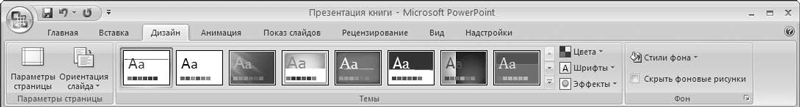 Презентация книги - Microsoft PowerPoint
Главная Вставка Дизайн Анимация Показ слайдов Рецензирование Вид Надстройки
Параметры страницы
Ориентация слайда
Параметры страницы
Aa Aa Aa Aa Aa Aa Aa Aa
Темы
Цвета
Шрифты
Эффекты
Стили фона
Скрыть фоновые рисунки
Фон